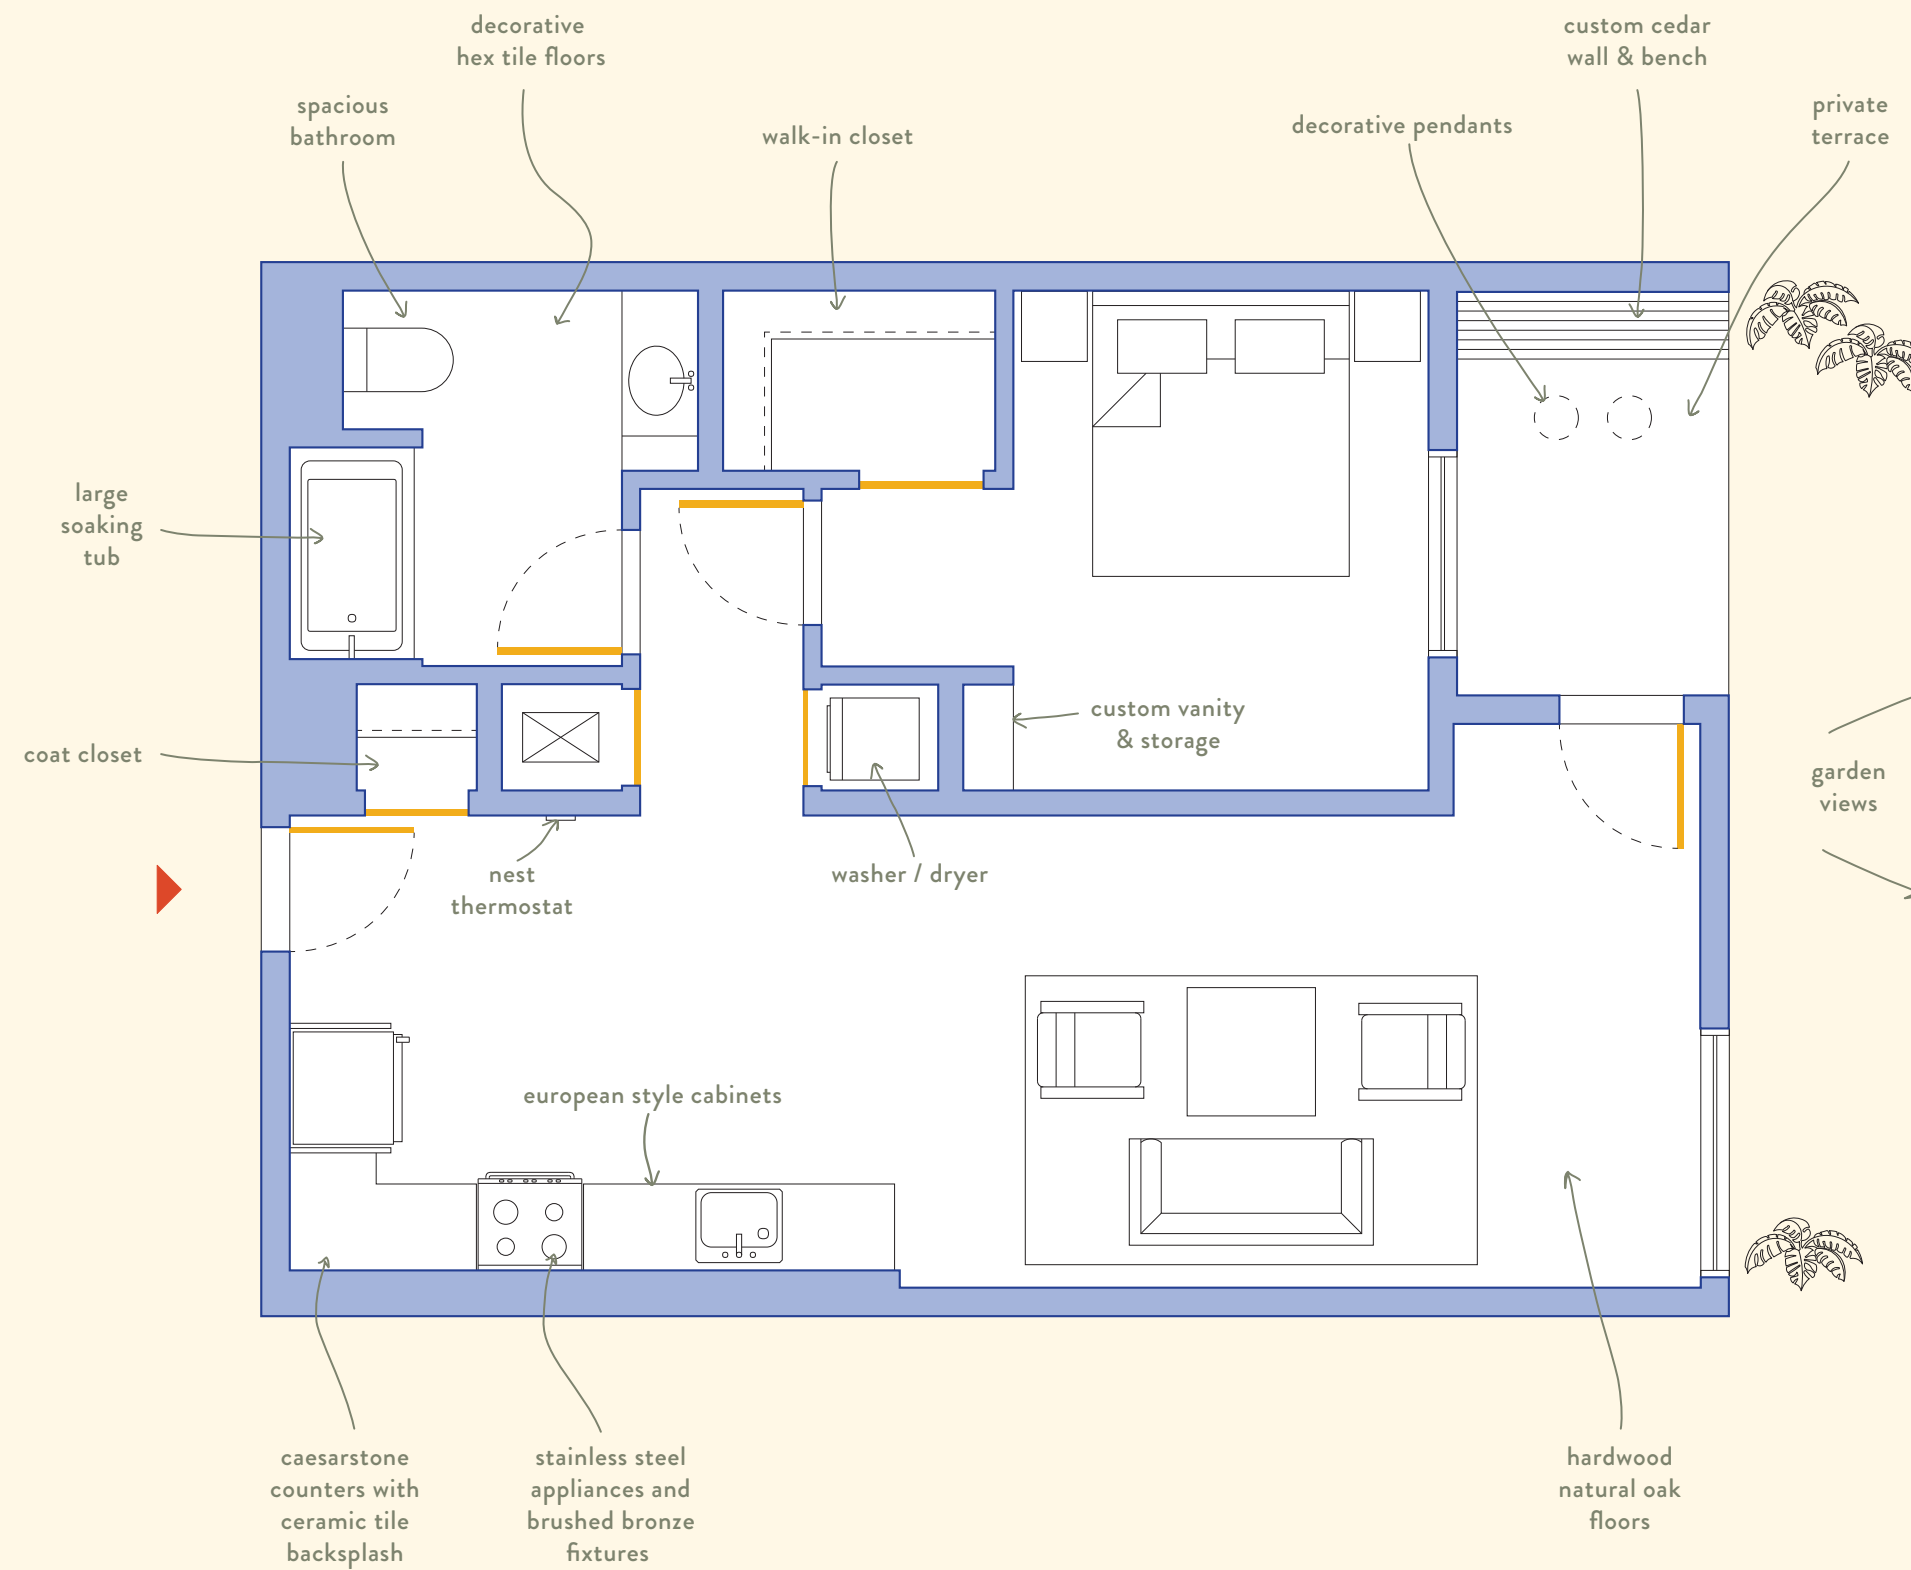 decorative
hex tile floors
custom cedar
wall & bench
spacious
bathroom
walk-in closet
decorative pendants
private
terrace
large
soaking
tub
coat closet
custom vanity
& storage
garden
views
nest
thermostat
washer / dryer
european style cabinets
caesarstone
counters with
ceramic tile
backsplash
stainless steel
appliances and
brushed bronze
fixtures
hardwood
natural oak
floors